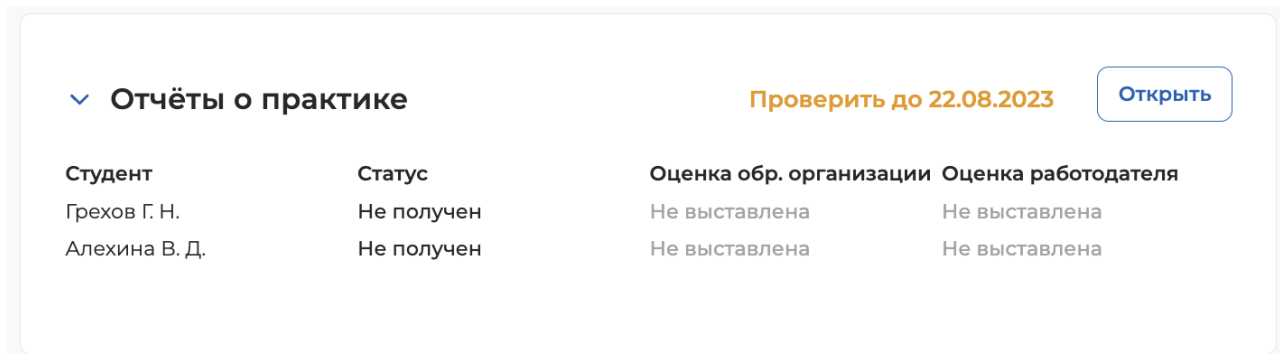 Отчёты о практике Проверить до 22.08.2023 Открыть
Студент Статус Оценка обр. организации Оценка работодателя
Грехов Г. Н. Не получен Не выставлена Не выставлена
Алехина В. Д. Не получен Не выставлена Не выставлена